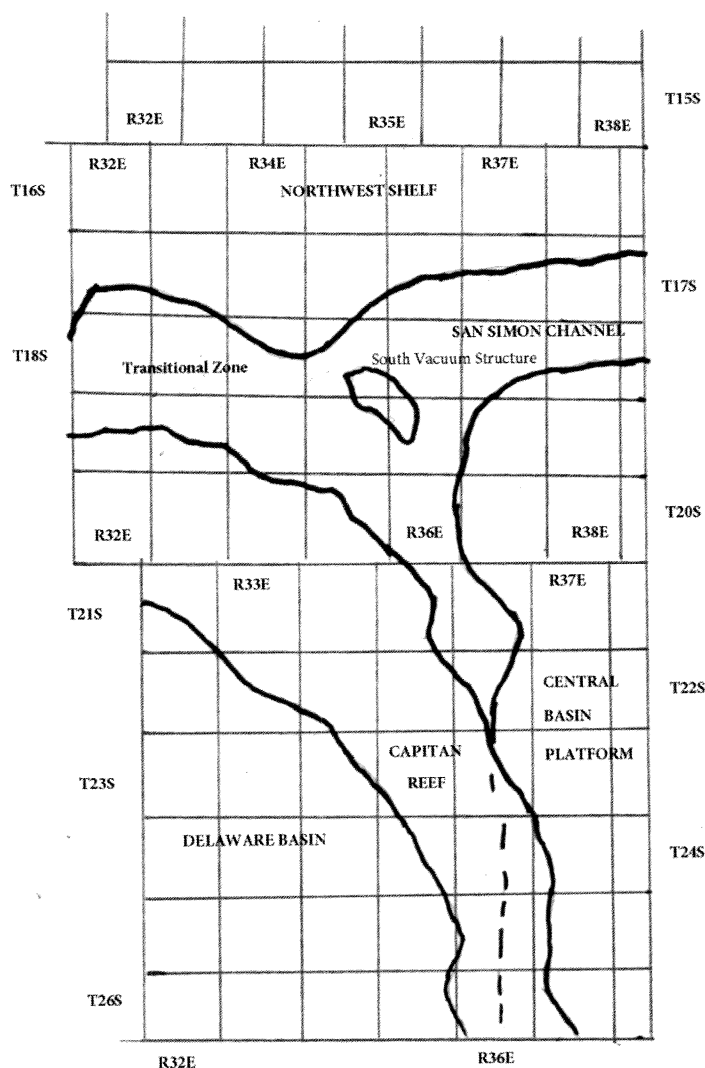 T15S
R32E
R35E
R38E
R32E
R34E
R37E
T16S
NORTHWEST SHELF
T17S
SAN SIMON CHANNEL
T18S
South Vacuum Structure
Transitional Zone
T20S
R32E
R36E
R38E
R33E
R37E
T21S
CENTRAL
T22S
BASIN
CAPITAN
PLATFORM
REEF
T23S
DELAWARE BASIN
T24S
T26S
R32E
R36E